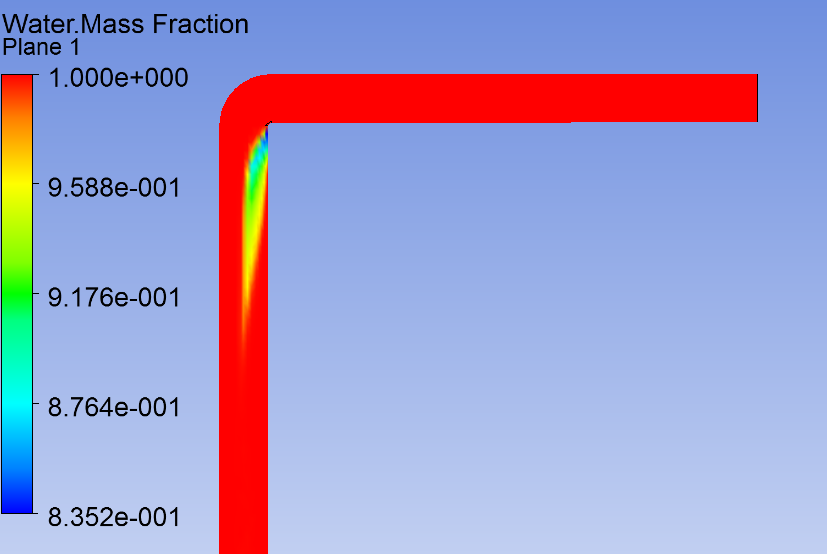 Water.Mass Fraction
Plane 1
1.000e+000
9.588e-001
9.176e-001
8.764e-001
8.352e-001